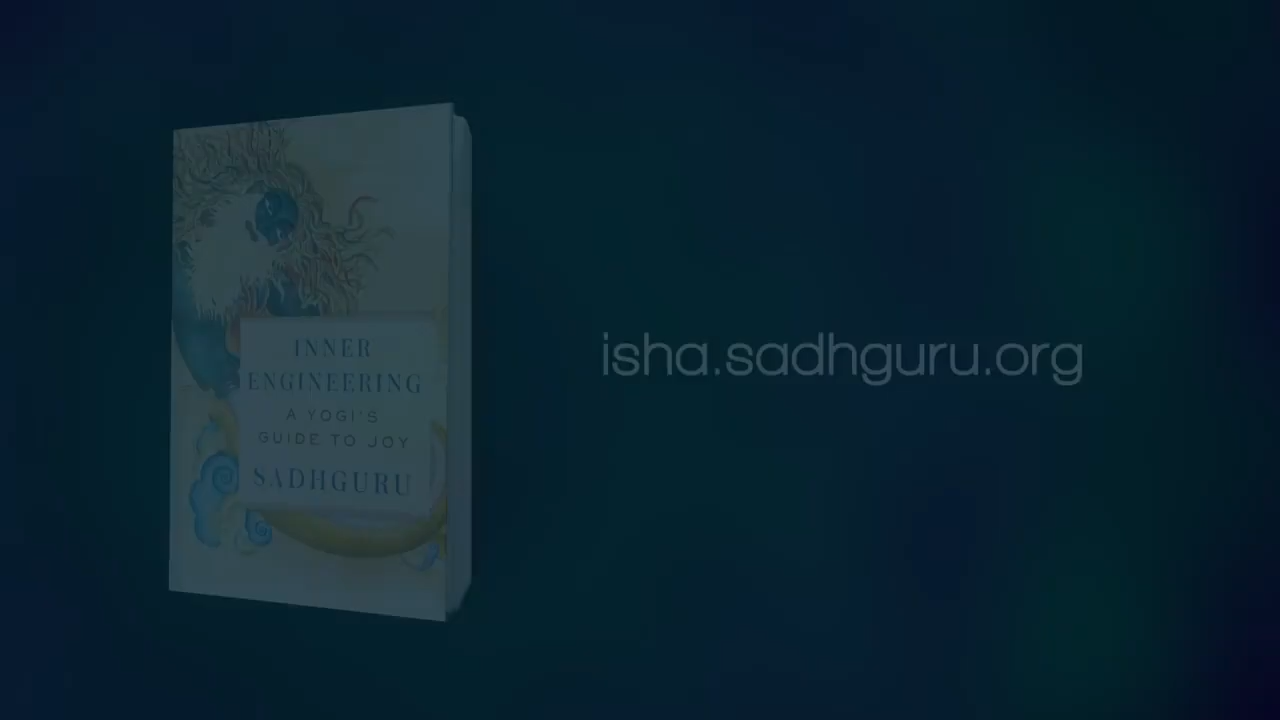 INNER
ENGINEERING
A YOGI'S
GUIDE TO JOY
SADHGURU
isha.sadhguru.org